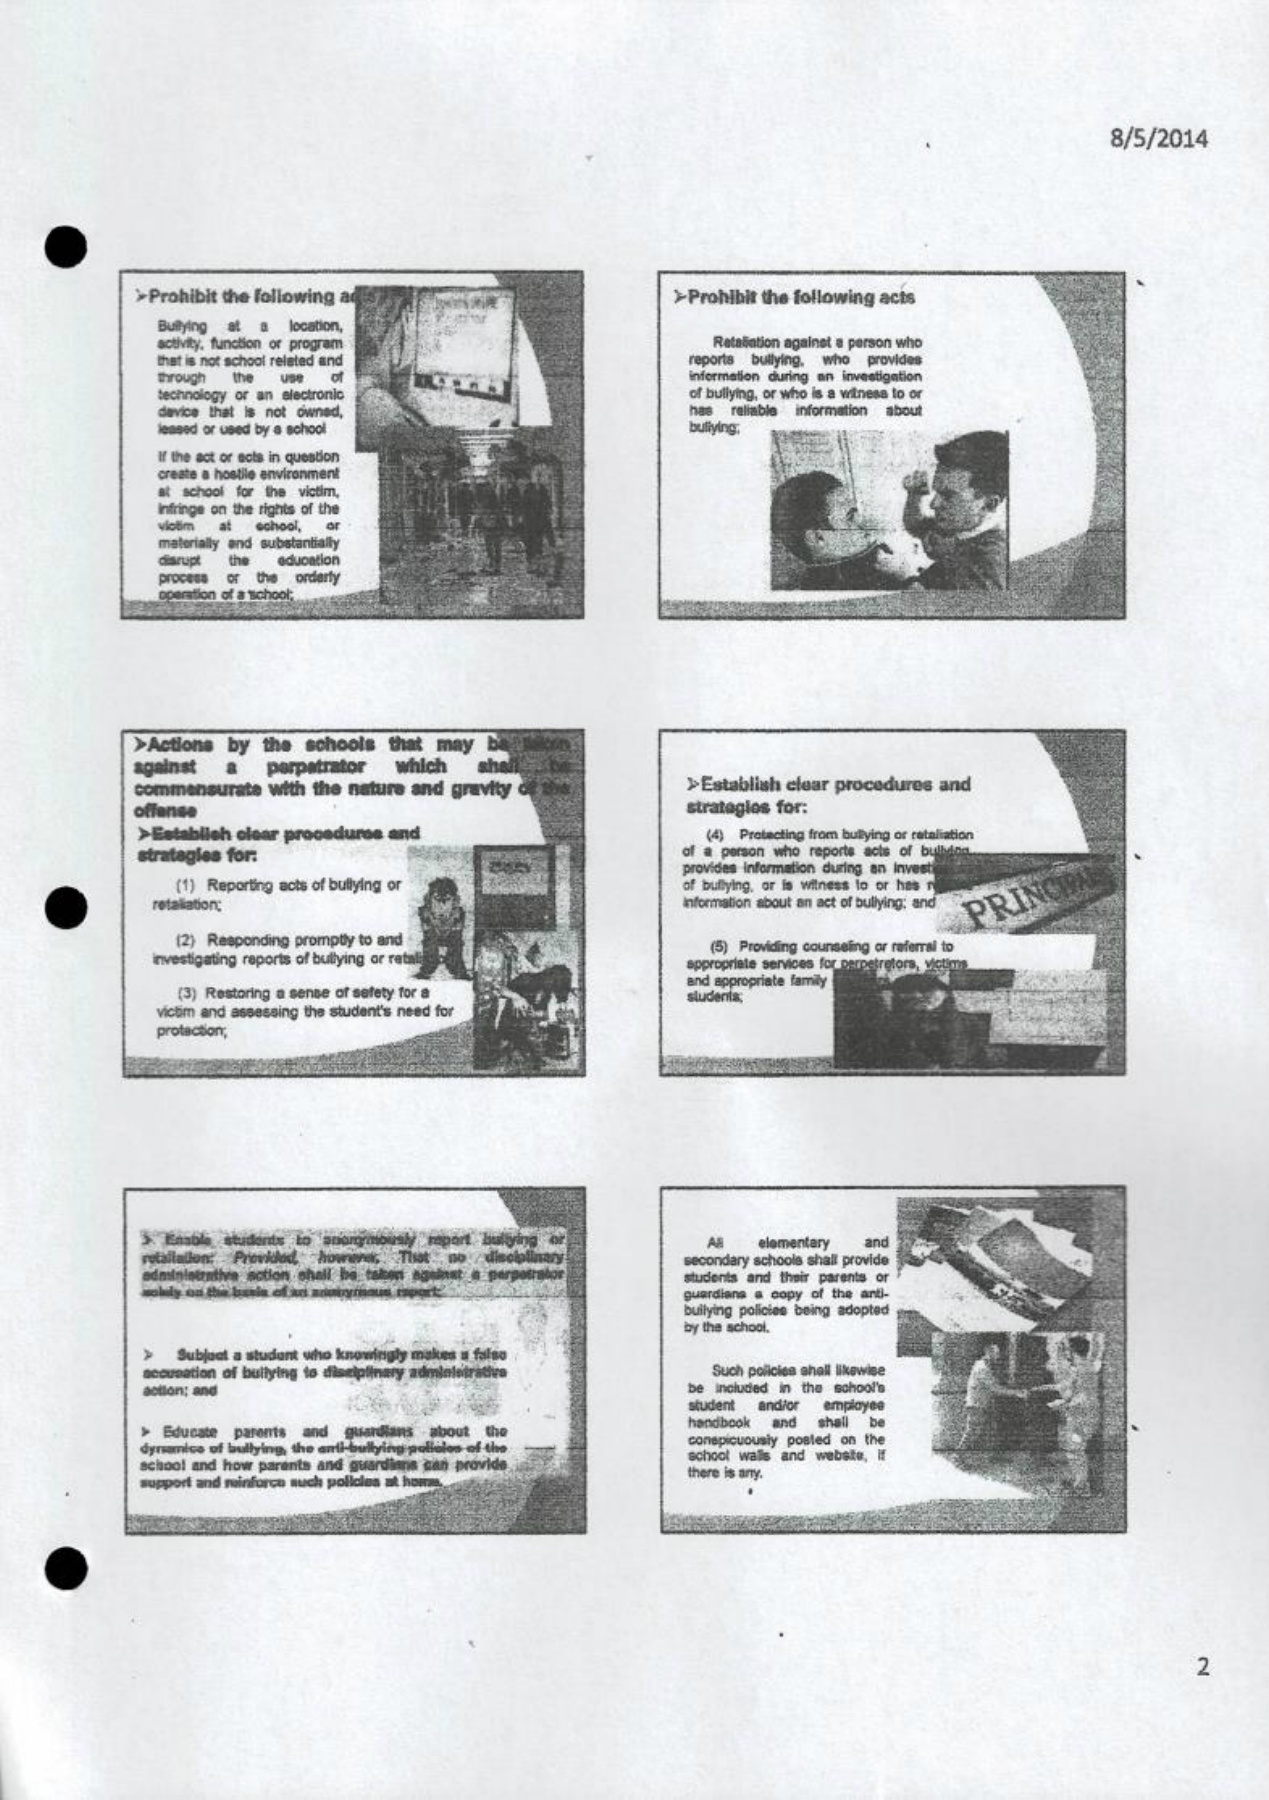 8/5/2014
➢Prohibit the following
Bullying at a location,
activity, function or program
that is not school related and
through the use of
technology or an electronic
device that is not owned,
leased or used by a school
If the act or acts in question
create a hostile environment
at school for the victim,
infringe on the rights of the
victim at school, or
materially and substantially
disrupt the education
process or the orderly
operation of a school;
➢Prohibit the following acts
Retaliation against a person who
reports bullying, who provides
information during an investigation
of bullying, or who is a witness to or
has reliable information about
bullying;
➢Actions by the schools that may be taken
against a perpetrator which shall be
commensurate with the nature and gravity of the
offense
➢Establish clear procedures and
strategies for:
(1) Reporting acts of bullying or
retaliation;
(2) Responding promptly to and
investigating reports of bullying or
(3) Restoring a sense of safety for a
victim and assessing the student's need for
protection;
➢Establish clear procedures and
strategies for:
(4) Protecting from bullying or retaliation
of a person who reports acts of bullying,
provides information during an
of bullying, or is witness to or has
information about an act of bullying; and
PRINCIPAL
(5) Providing counseling or referral to
appropriate services for perpetrators, victims
and appropriate family
students;
➢ Enable students to anonymously report bullying or
retaliation: Provided, however, That no disciplinary
administrative action shall be taken against a perpetrator
solely on the basis of an anonymous report;
➢ Subject a student who knowingly makes a false
accusation of bullying to disciplinary administrative
action; and
➢ Educate parents and guardians about the
dynamics of bullying, the anti-bullying policies of the
school and how parents and guardians can provide
support and reinforce such policies at home.
All elementary and
secondary schools shall provide
students and their parents or
guardians a copy of the anti-
bullying policies being adopted
by the school.
Such policies shall likewise
be included in the school's
student and/or employee
handbook and shall be
conspicuously posted on the
school walls and website, if
there is any.
2